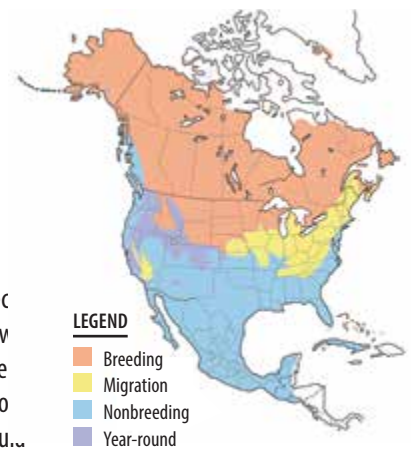 LEGEND
Breeding
Migration
Nonbreeding
Year-round